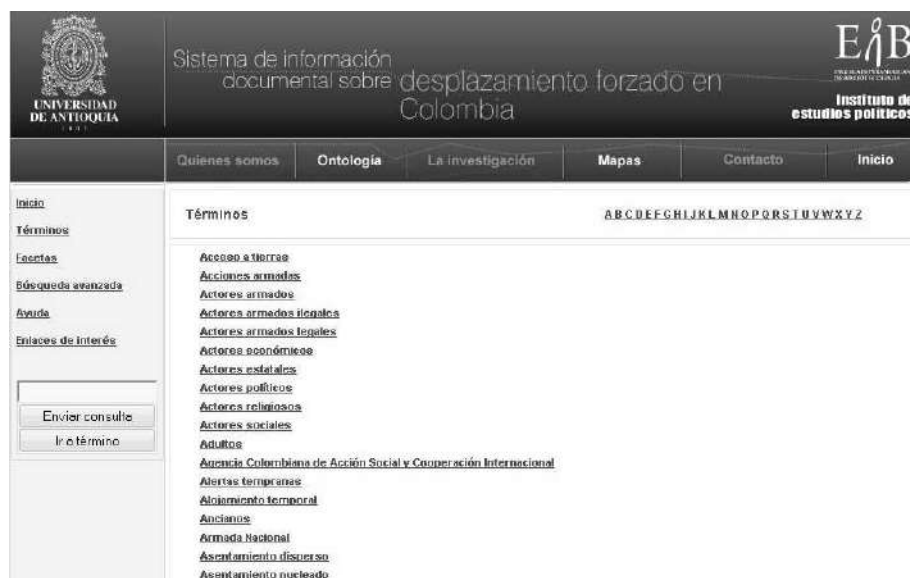 UNIVERSIDAD
DE ANTIOQUIA
1803
Sistema de información
documental sobre desplazamiento forzado en
Colombia
EIB
Instituto de
estudios políticos
Quienes somos
Ontología
La investigación
Mapas
Contacto
Inicio
Inicio
Términos
Facetas
Búsqueda avanzada
Ayuda
Enlaces de interés
Enviar consulta
Ir a término
Términos
A B C D E F G H I J K L M N O P Q R S T U V W X Y Z
Acceso a tierras
Acciones armadas
Actores armados
Actores armados ilegales
Actores armados legales
Actores económicos
Actores estatales
Actores políticos
Actores religiosos
Actores sociales
Adultos
Agencia Colombiana de Acción Social y Cooperación Internacional
Alertas tempranas
Alojamiento temporal
Ancianos
Armada Nacional
Asentamiento disperso
Asentamiento nucleado